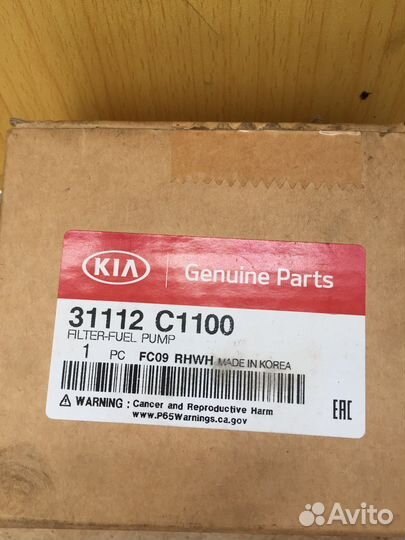 KIA Genuine Parts
31112 C1100
FILTER-FUEL PUMP
1 PC FC09 RHWH MADE IN KOREA
WARNING : Cancer and Reproductive Harm
www.P65Warnings.ca.gov
EAC
Avito